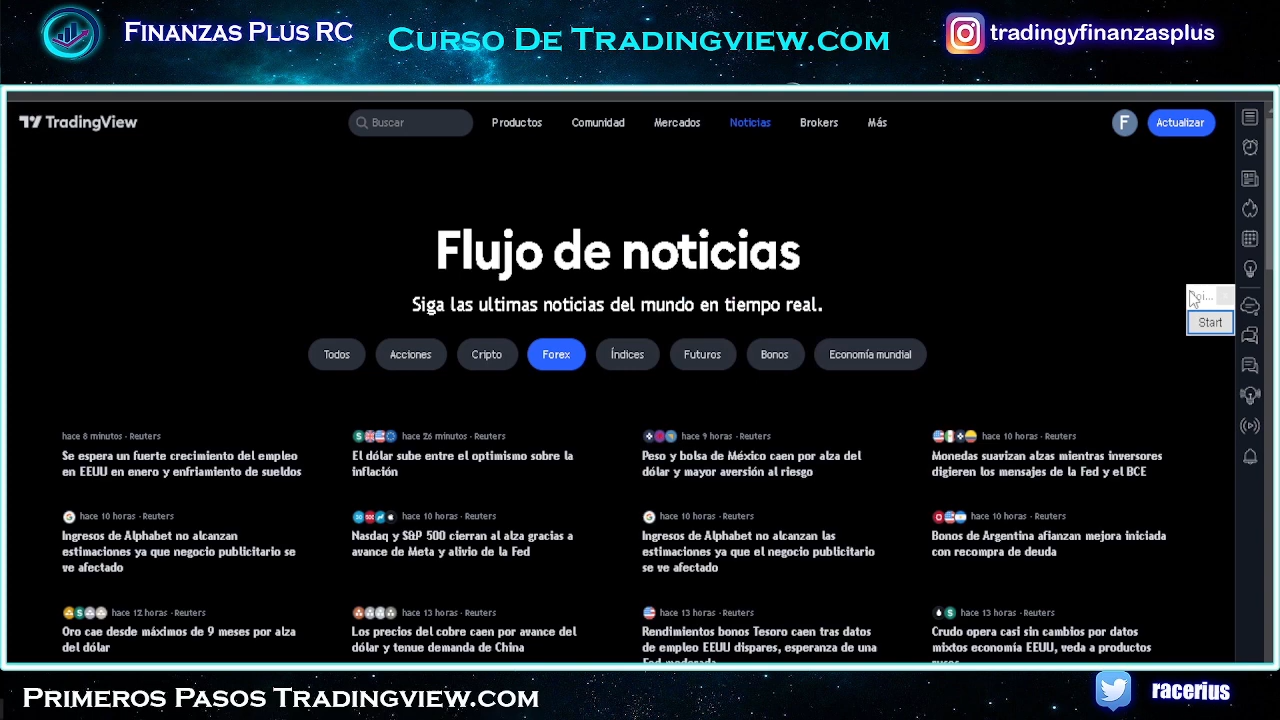 Finanzas Plus RC
Curso De Tradingview.com
tradingyfinanzasplus
TradingView
Buscar
Productos
Comunidad
Mercados
Noticias
Brokers
Más
F
Actualizar
Flujo de noticias
Siga las ultimas noticias del mundo en tiempo real.
Start
Todos
Acciones
Cripto
Forex
Índices
Futuros
Bonos
Economía mundial
hace 8 minutos · Reuters
Se espera un fuerte crecimiento del empleo
en EEUU en enero y enfriamiento de sueldos
hace 26 minutos · Reuters
El dólar sube entre el optimismo sobre la
inflación
hace 9 horas · Reuters
Peso y bolsa de México caen por alza del
dólar y mayor aversión al riesgo
hace 10 horas · Reuters
Monedas suavizan alzas mientras inversores
digieren los mensajes de la Fed y el BCE
hace 10 horas · Reuters
Ingresos de Alphabet no alcanzan
estimaciones ya que negocio publicitario se
ve afectado
hace 10 horas · Reuters
Nasdaq y S&P 500 cierran al alza gracias a
avance de Meta y alivio de la Fed
hace 10 horas · Reuters
Ingresos de Alphabet no alcanzan las
estimaciones ya que el negocio publicitario
se ve afectado
hace 10 horas · Reuters
Bonos de Argentina afianzan mejora iniciada
con recompra de deuda
hace 12 horas · Reuters
Oro cae desde máximos de 9 meses por alza
del dólar
hace 13 horas · Reuters
Los precios del cobre caen por avance del
dólar y tenue demanda de China
hace 13 horas · Reuters
Rendimientos bonos Tesoro caen tras datos
de empleo EEUU dispares, esperanza de una
Fed moderada
hace 13 horas · Reuters
Crudo opera casi sin cambios por datos
mixtos economía EEUU, veda a productos
rusos
Primeros Pasos Tradingview.com
racerius